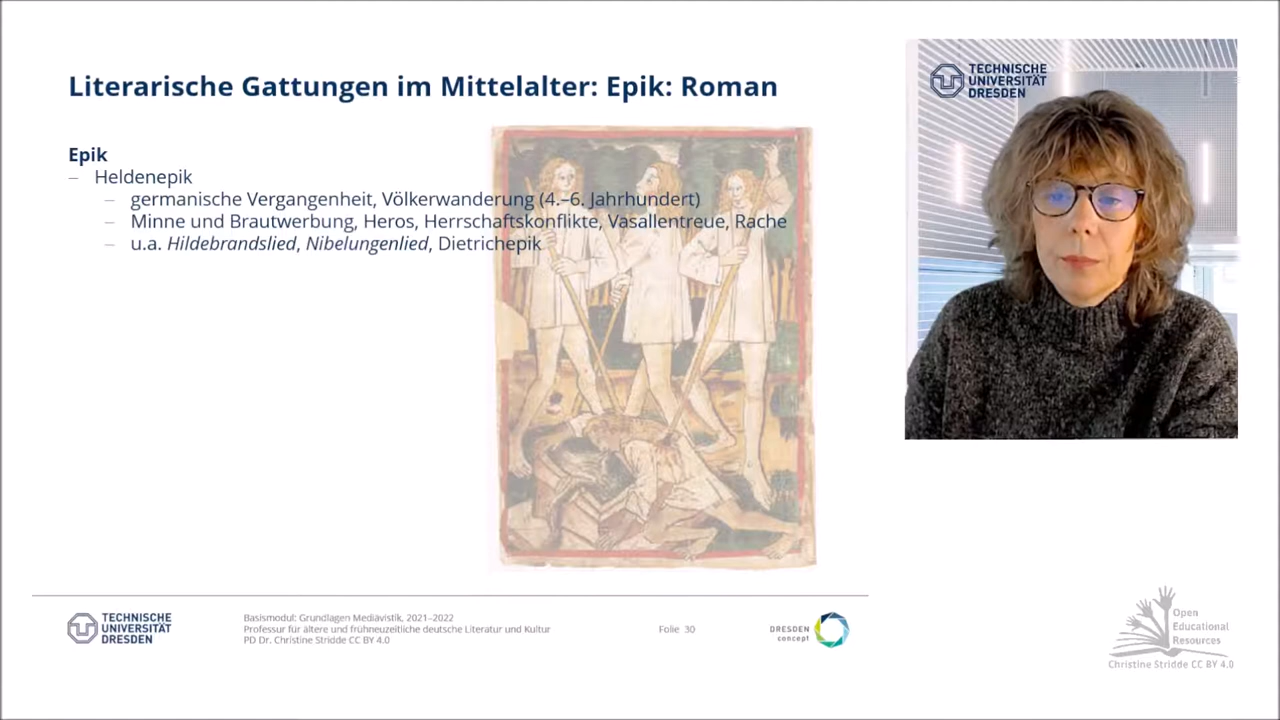 Literarische Gattungen im Mittelalter: Epik: Roman
Epik
– Heldenepik
– germanische Vergangenheit, Völkerwanderung (4.–6. Jahrhundert)
– Minne und Brautwerbung, Heros, Herrschaftskonflikte, Vasallentreue, Rache
– u.a. Hildebrandslied, Nibelungenlied, Dietrichepik
TECHNISCHE
UNIVERSITÄT
DRESDEN
TECHNISCHE
UNIVERSITÄT
DRESDEN
Basismodul: Grundlagen Mediävistik, 2021–2022
Professur für ältere und frühneuzeitliche deutsche Literatur und Kultur
PD Dr. Christine Stridde CC BY 4.0
Folie 30
DRESDEN
concept
Open
Educational
Resources
Christine Stridde CC BY 4.0